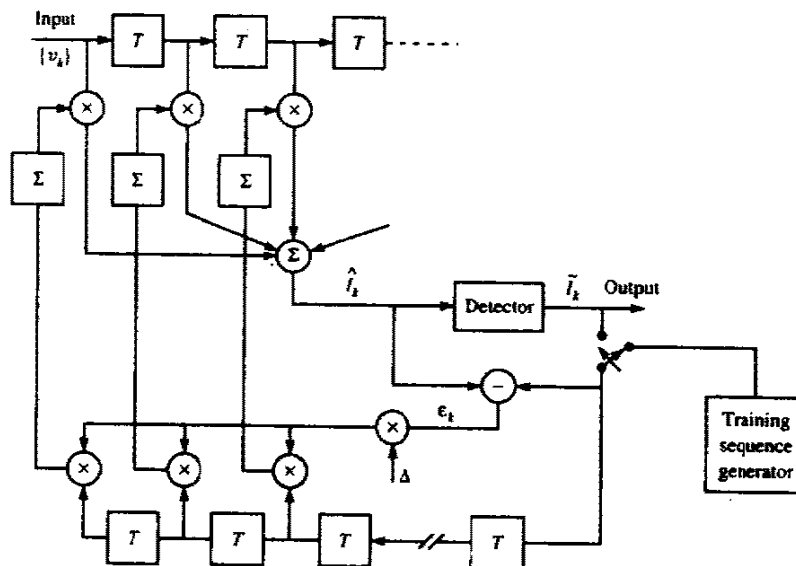 Input
T
T
T
{v_k}
×
×
×
Σ
Σ
Σ
Σ
Î_k
Detector
Ĩ_k
Output
−
ε_k
×
Training
sequence
generator
×
×
×
Δ
T
T
T
T